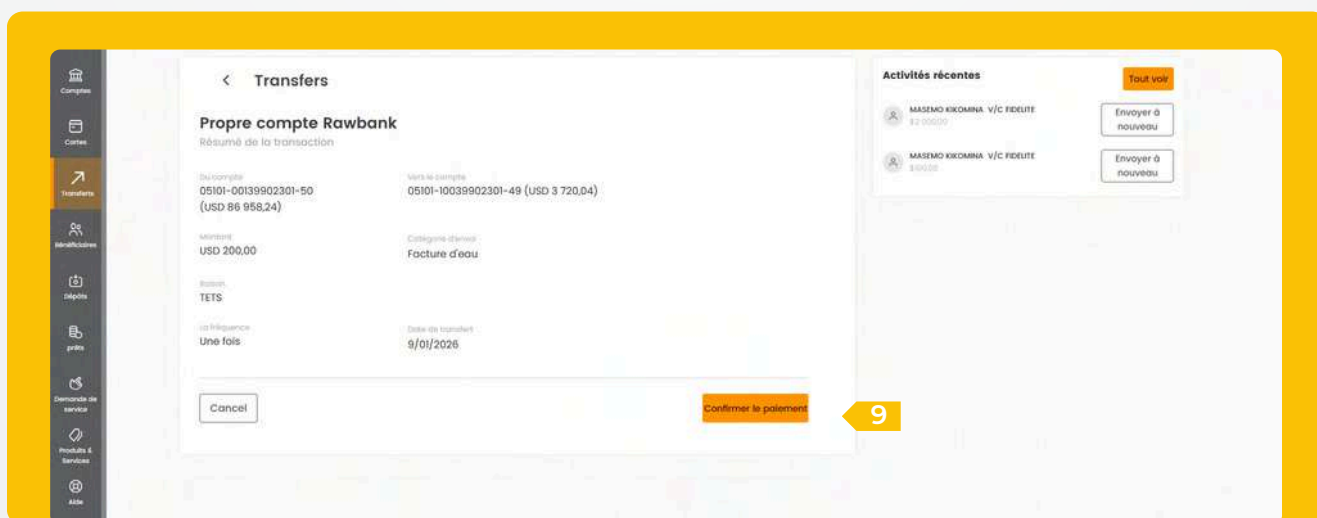 Comptes
Cartes
Transferts
Bénéficiaires
Dépôts
prêts
Demande de
service
Produits &
Services
Aide
< Transfers
Propre compte Rawbank
Résumé de la transaction
Du compte
05101-00139902301-50
(USD 86 958,24)
Vers le compte
05101-10039902301-49 (USD 3 720,04)
Montant
USD 200,00
Catégorie d'envoi
Facture d'eau
Raison
TETS
La fréquence
Une fois
Date de transfert
9/01/2026
Cancel
Confirmer le paiement
9
Activités récentes
Tout voir
MASEMO KIKOMINA V/C FIDELITE
Envoyer à
nouveau
MASEMO KIKOMINA V/C FIDELITE
Envoyer à
nouveau